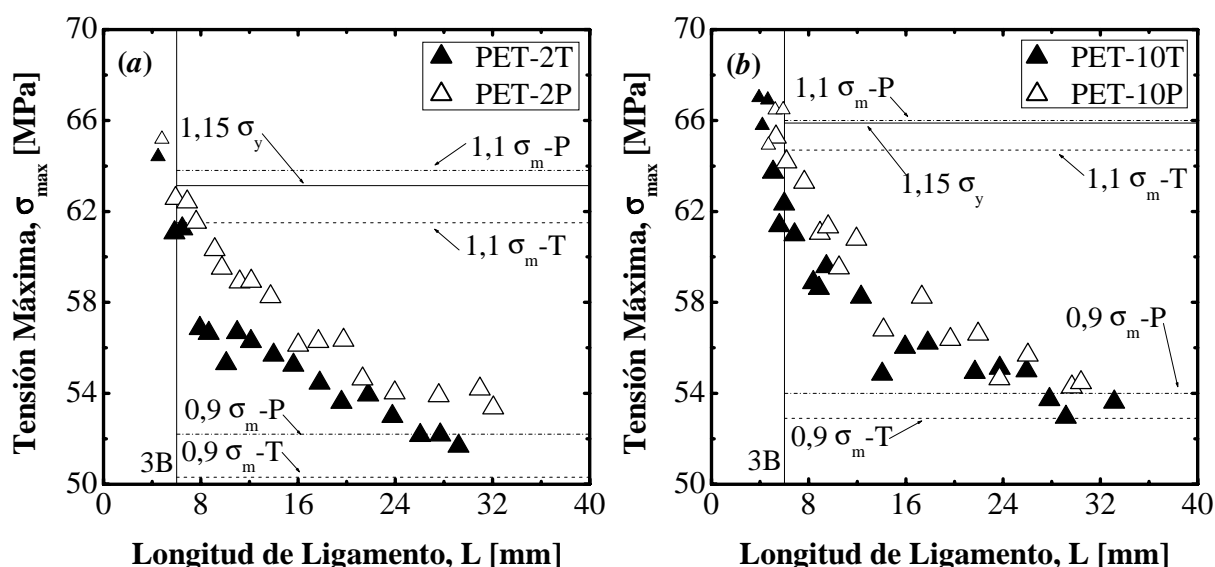 (a)
PET-2T
PET-2P
1,15 σy
1,1 σm-P
1,1 σm-T
0,9 σm-P
0,9 σm-T
3B
70
66
62
58
54
50
0 8 16 24 32 40
Tensión Máxima, σmax [MPa]
Longitud de Ligamento, L [mm]
(b)
PET-10T
PET-10P
1,1 σm-P
1,15 σy
1,1 σm-T
0,9 σm-P
0,9 σm-T
3B
70
66
62
58
54
50
0 8 16 24 32 40
Tensión Máxima, σmax [MPa]
Longitud de Ligamento, L [mm]